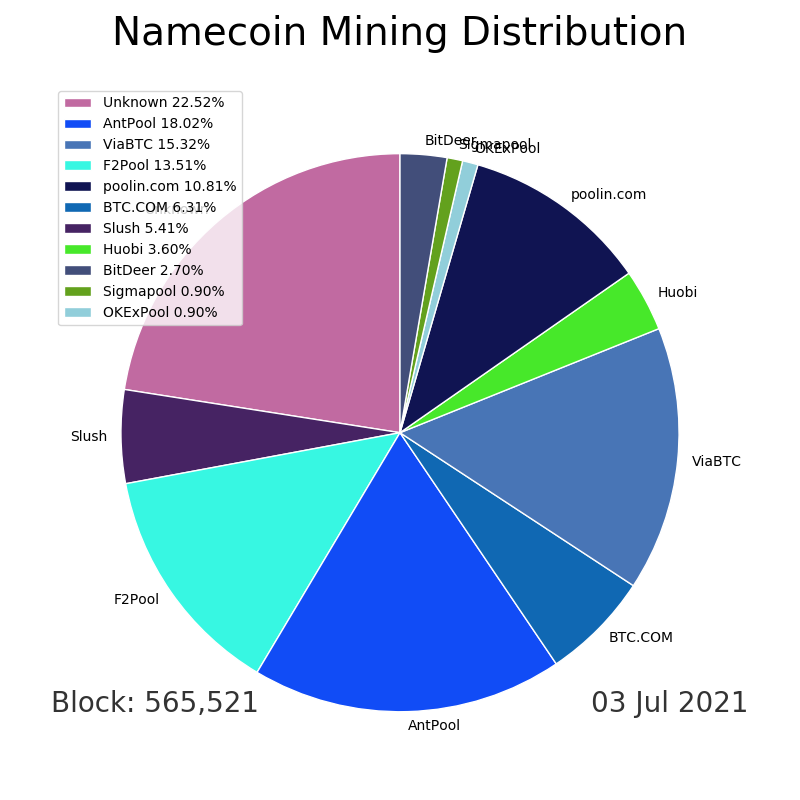 Namecoin Mining Distribution
Unknown 22.52%
AntPool 18.02%
ViaBTC 15.32%
F2Pool 13.51%
poolin.com 10.81%
BTC.COM 6.31%
Slush 5.41%
Huobi 3.60%
BitDeer 2.70%
Sigmapool 0.90%
OKExPool 0.90%
BitDeer
Sigmapool
OKExPool
poolin.com
Unknown
Huobi
Slush
ViaBTC
F2Pool
BTC.COM
Block: 565,521
03 Jul 2021
AntPool